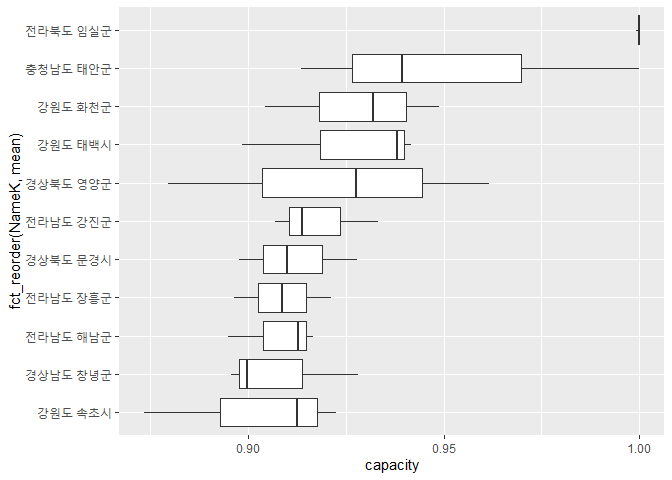 fct_reorder(NameK, mean)
전라북도 임실군
충청남도 태안군
강원도 화천군
강원도 태백시
경상북도 영양군
전라남도 강진군
경상북도 문경시
전라남도 장흥군
전라남도 해남군
경상남도 창녕군
강원도 속초시
0.90 0.95 1.00
capacity